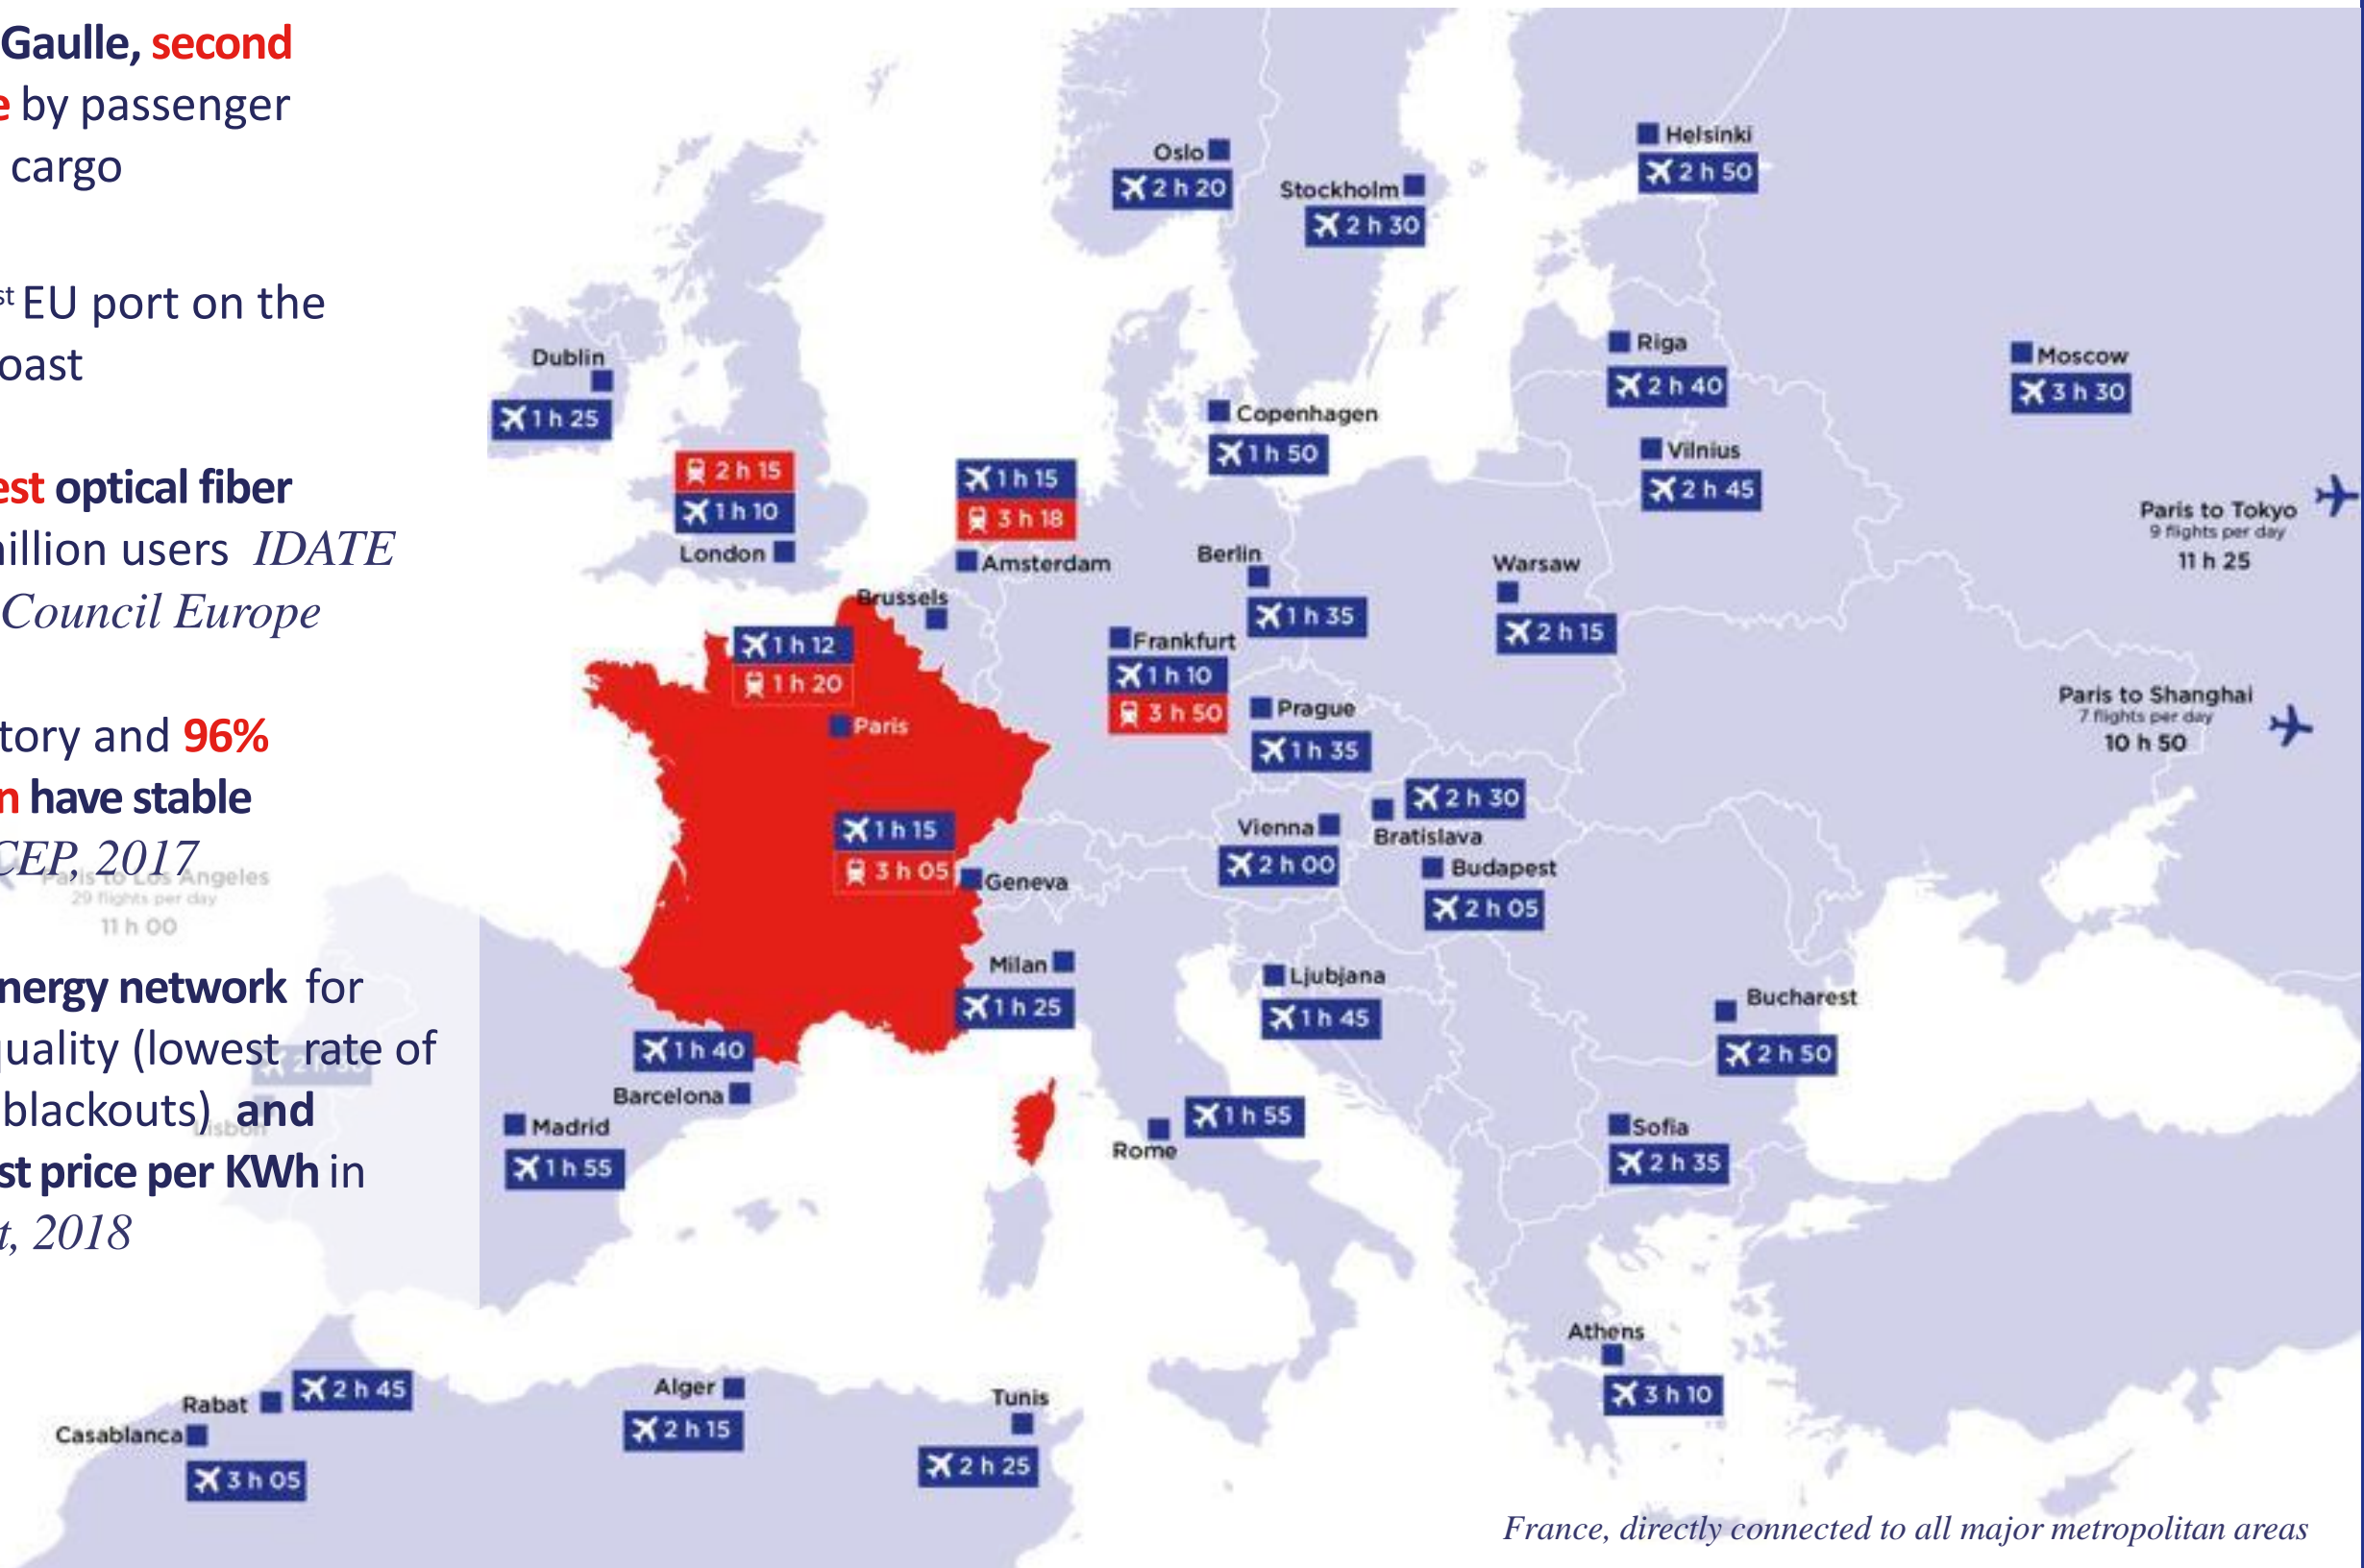 Gaulle, second
e by passenger
cargo
st EU port on the
oast
est optical fiber
illion users IDATE
Council Europe
tory and 96%
n have stable
CEP, 2017
Paris to Los Angeles
29 flights per day
11 h 00
nergy network for
quality (lowest rate of
blackouts) and
st price per KWh in
t, 2018
Lisbon
Oslo
2 h 20
Stockholm
2 h 30
Helsinki
2 h 50
Dublin
1 h 25
Riga
2 h 40
Moscow
3 h 30
Copenhagen
1 h 50
Vilnius
2 h 45
2 h 15
1 h 10
London
1 h 15
3 h 18
Amsterdam
Paris to Tokyo
9 flights per day
11 h 25
Berlin
1 h 35
Warsaw
2 h 15
Brussels
1 h 12
1 h 20
Paris
Frankfurt
1 h 10
3 h 50
Prague
1 h 35
Paris to Shanghai
7 flights per day
10 h 50
1 h 15
3 h 05
Geneva
Vienna
2 h 00
2 h 30
Bratislava
Budapest
2 h 05
Milan
1 h 25
Ljubjana
1 h 45
Bucharest
2 h 50
1 h 40
Barcelona
Madrid
1 h 55
1 h 55
Rome
Sofia
2 h 35
Athens
3 h 10
Rabat
2 h 45
Casablanca
3 h 05
Alger
2 h 15
Tunis
2 h 25
France, directly connected to all major metropolitan areas